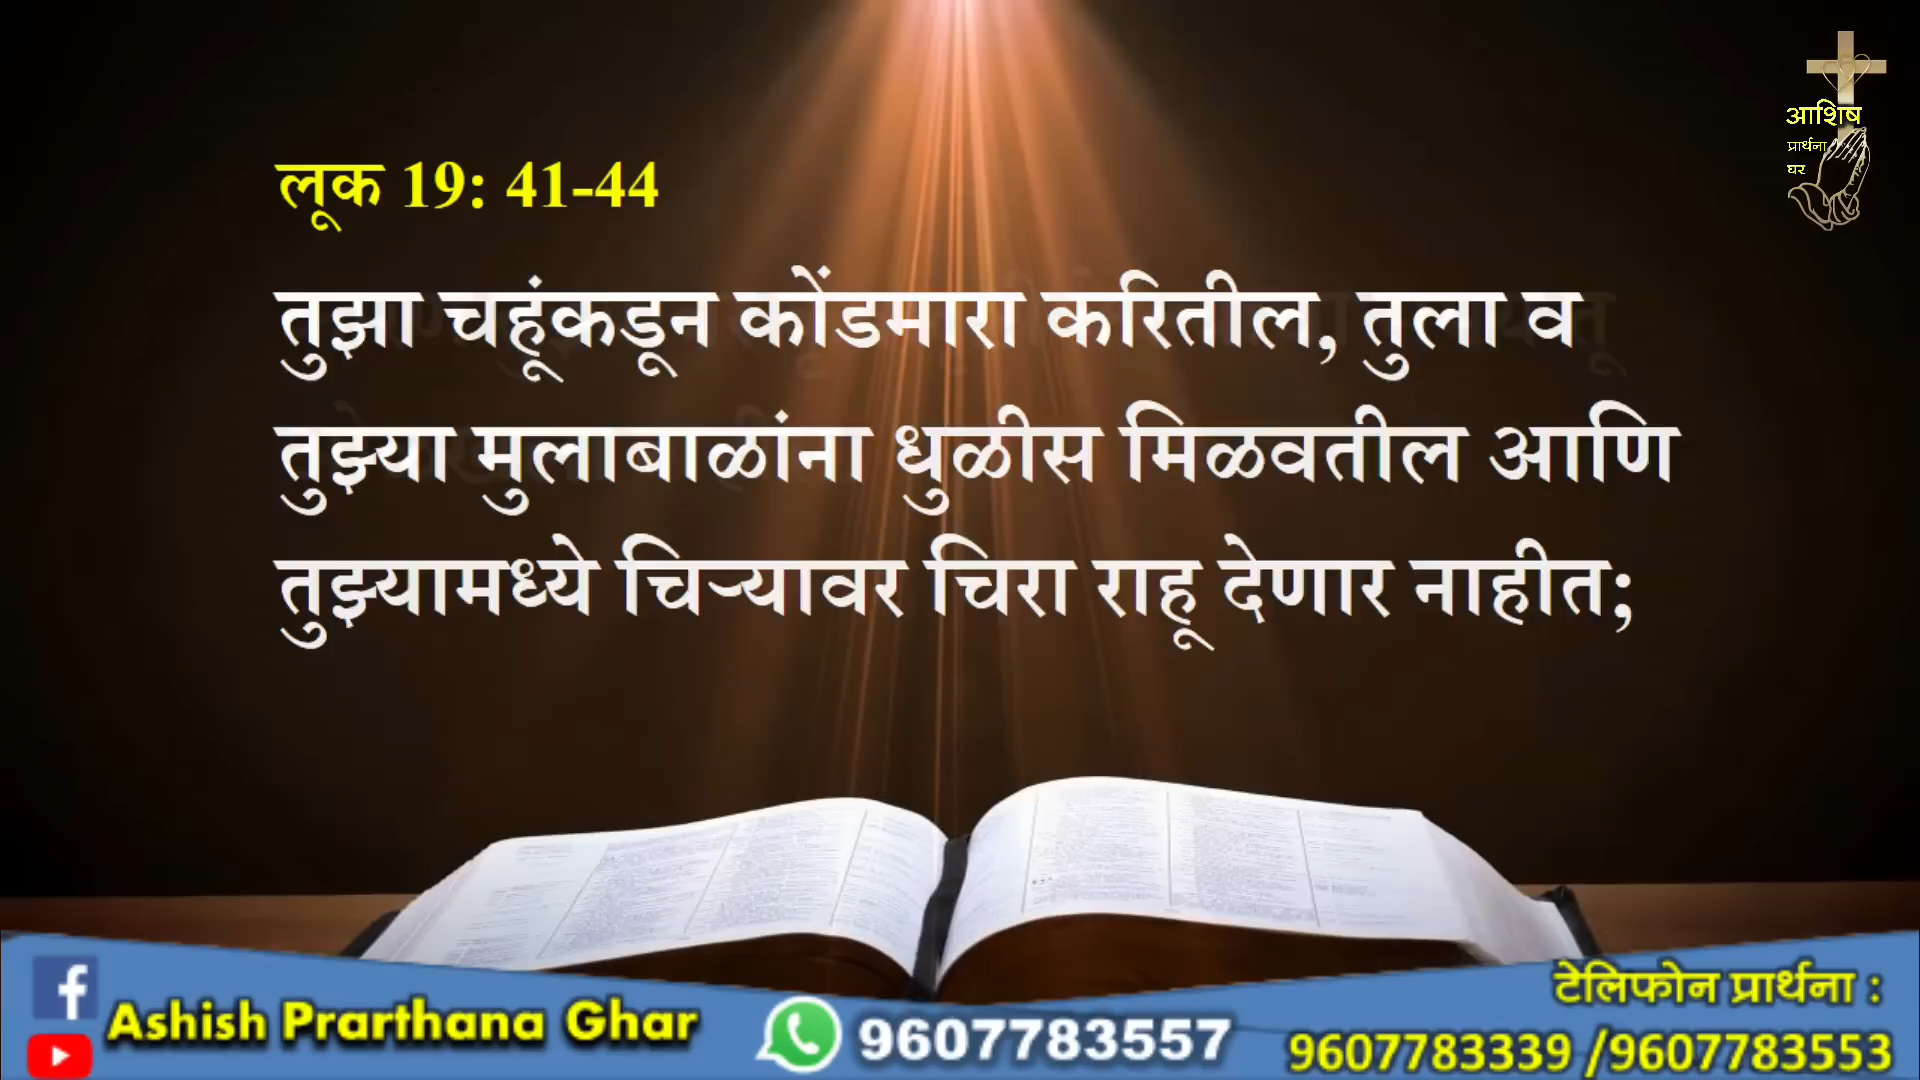 आशिष
प्रार्थना
घर
लूक 19: 41-44
तुझा चहूंकडून कोंडमारा करितील, तुला व
तुझ्या मुलाबाळांना धुळीस मिळवतील आणि
तुझ्यामध्ये चिऱ्यावर चिरा राहू देणार नाहीत;
Ashish Prarthana Ghar
9607783557
टेलिफोन प्रार्थना :
9607783339 /9607783553